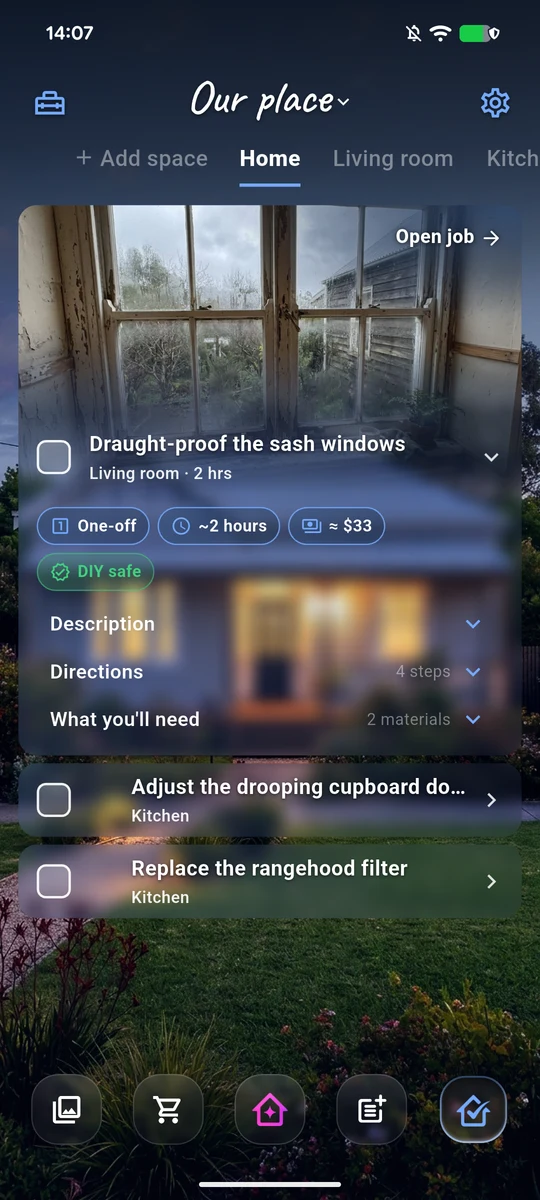 14:07
Our place
+ Add space
Home
Living room
Kitch
Open job →
Draught-proof the sash windows
Living room · 2 hrs
1 One-off
~2 hours
≈ $33
DIY safe
Description
Directions
4 steps
What you'll need
2 materials
Adjust the drooping cupboard do...
Kitchen
Replace the rangehood filter
Kitchen